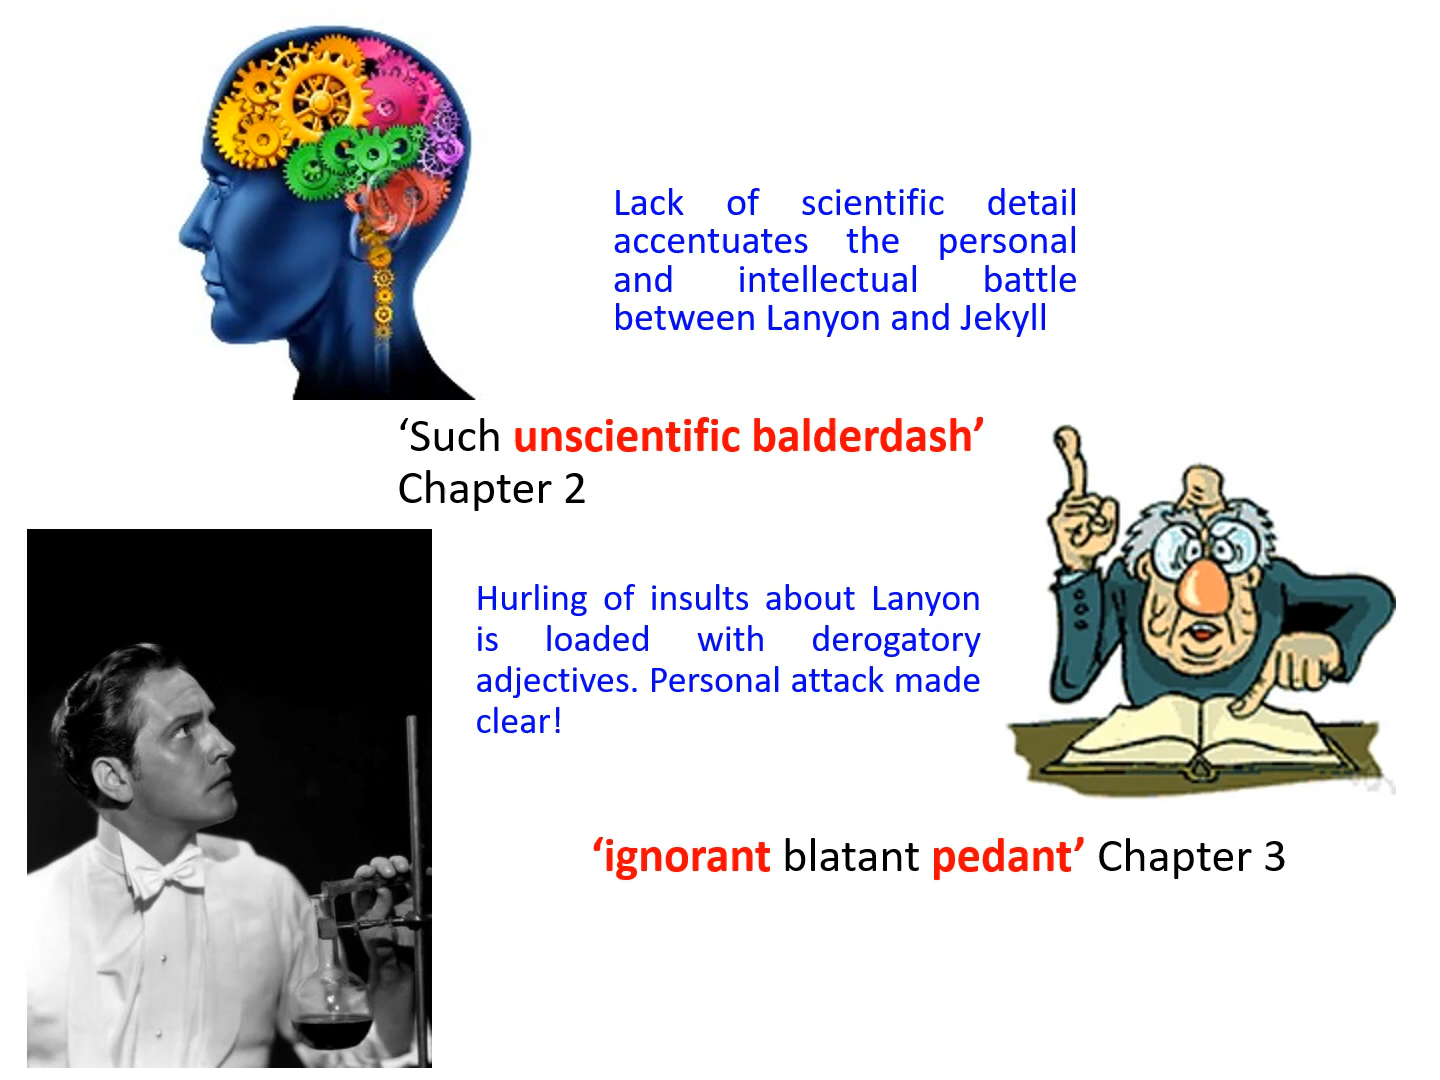 Lack of scientific detail
accentuates the personal
and intellectual battle
between Lanyon and Jekyll
‘Such unscientific balderdash’
Chapter 2
Hurling of insults about Lanyon
is loaded with derogatory
adjectives. Personal attack made
clear!
‘ignorant blatant pedant’ Chapter 3